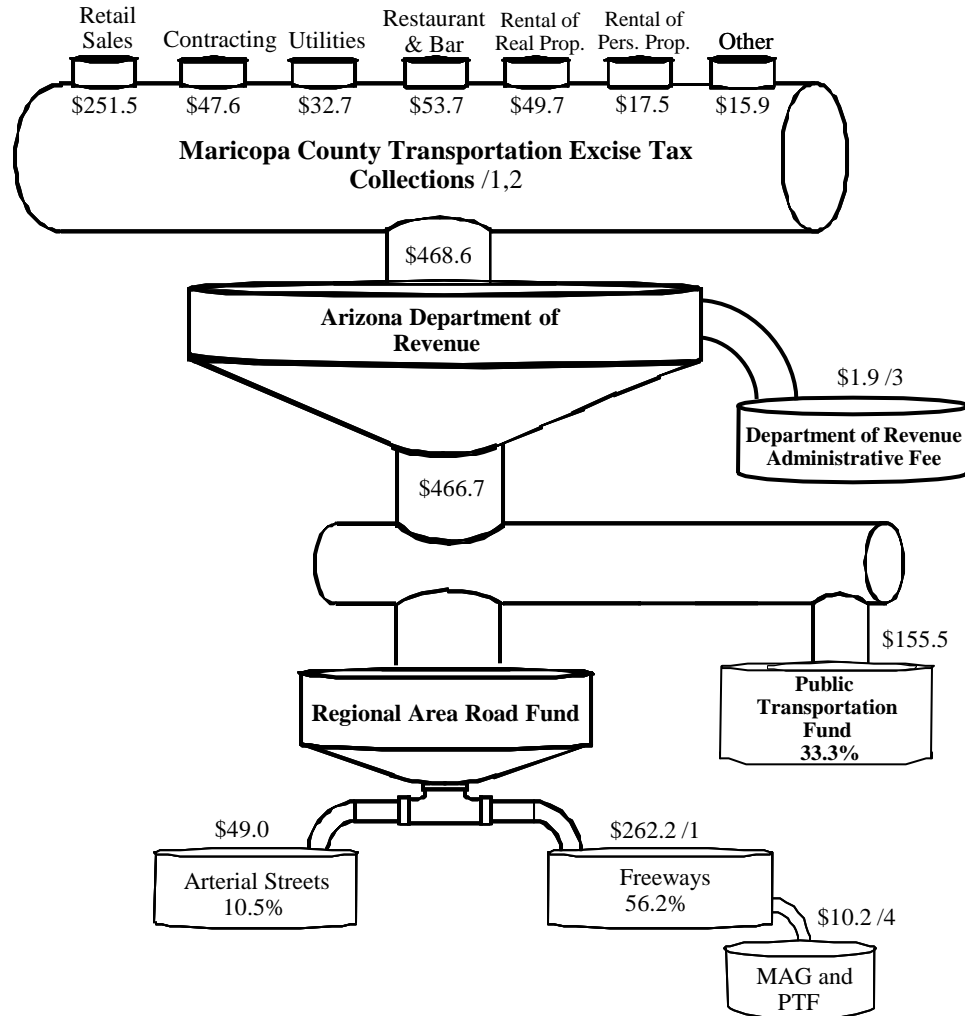 Retail
Sales
Contracting
Utilities
Restaurant
& Bar
Rental of
Real Prop.
Rental of
Pers. Prop.
Other
$251.5
$47.6
$32.7
$53.7
$49.7
$17.5
$15.9
Maricopa County Transportation Excise Tax
Collections /1,2
$468.6
Arizona Department of
Revenue
$1.9 /3
Department of Revenue
Administrative Fee
$466.7
$155.5
Public
Transportation
Fund
33.3%
Regional Area Road Fund
$49.0
$262.2 /1
Arterial Streets
10.5%
Freeways
56.2%
$10.2 /4
MAG and
PTF